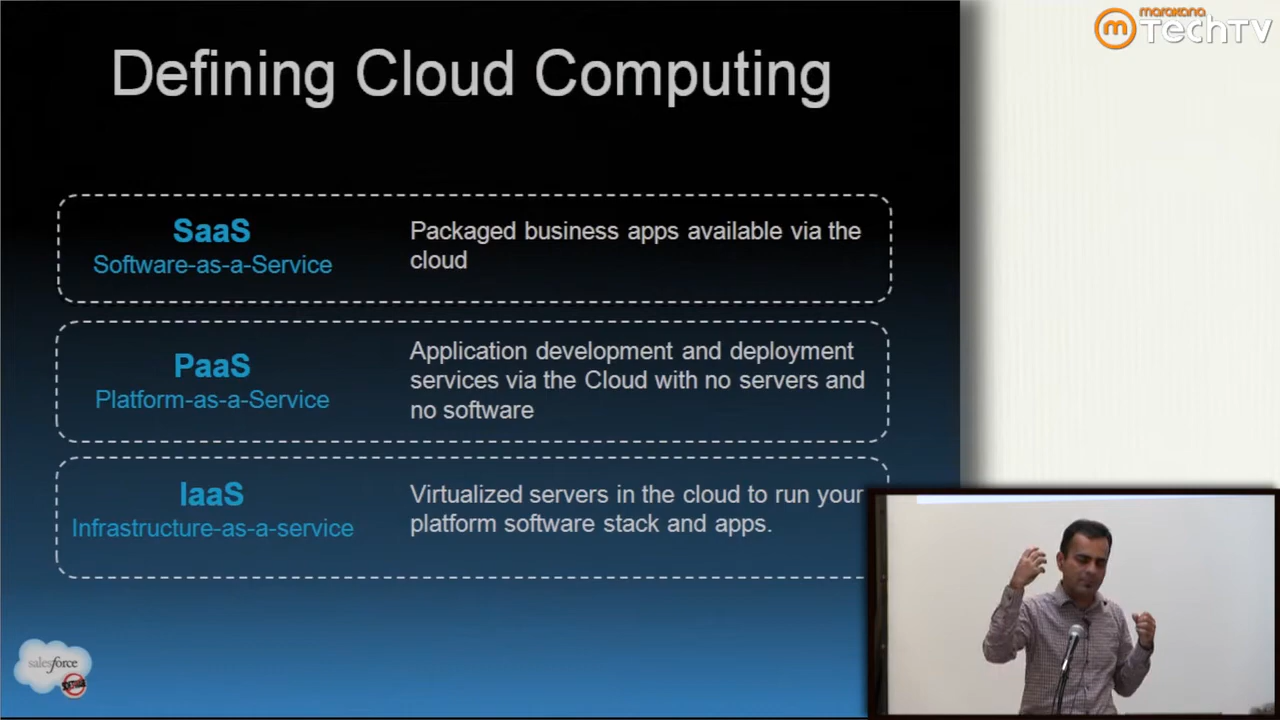 marakana
TechTV
Defining Cloud Computing
SaaS
Software-as-a-Service
Packaged business apps available via the
cloud
PaaS
Platform-as-a-Service
Application development and deployment
services via the Cloud with no servers and
no software
IaaS
Infrastructure-as-a-service
Virtualized servers in the cloud to run your
platform software stack and apps.
salesforce